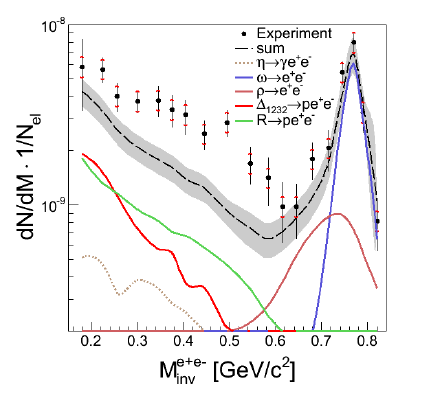 10⁻⁸
Experiment
sum
η→γe⁺e⁻
ω→e⁺e⁻
ρ→e⁺e⁻
Δ₁₂₃₂→pe⁺e⁻
R→pe⁺e⁻
dN/dM · 1/Nₑₗ
10⁻⁹
0.2 0.3 0.4 0.5 0.6 0.7 0.8
M_inv^e+e- [GeV/c²]